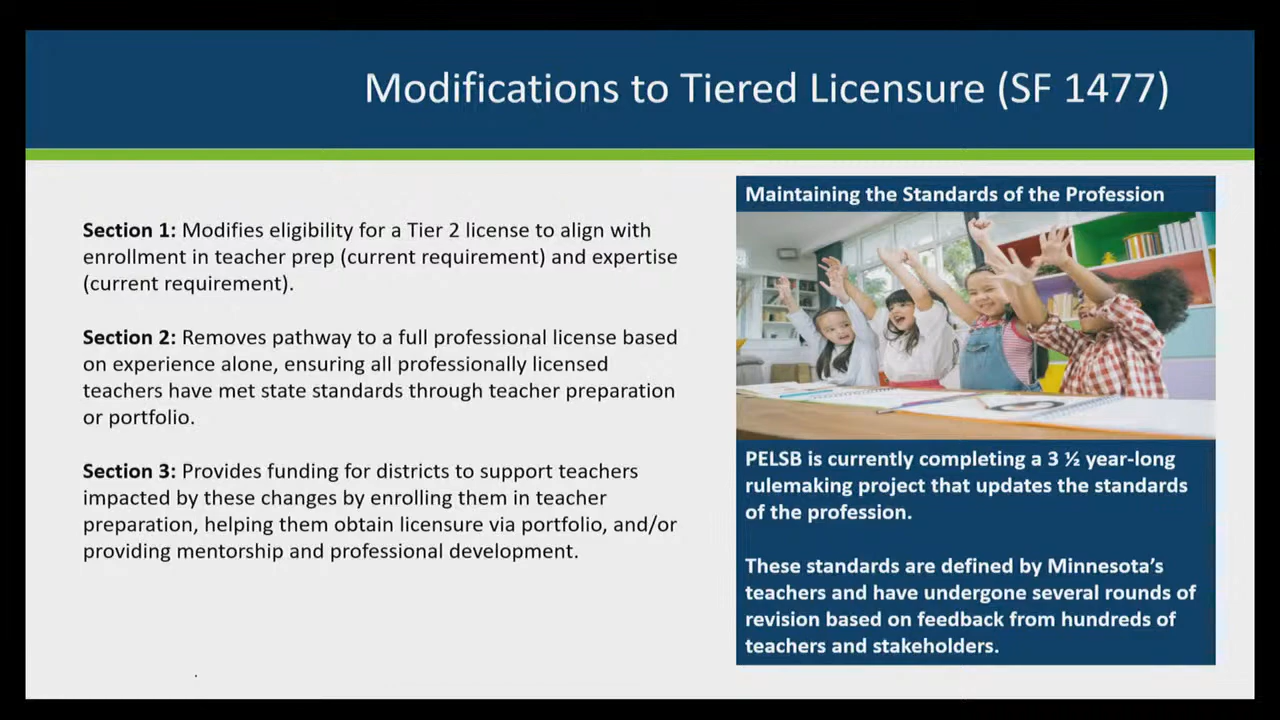 Modifications to Tiered Licensure (SF 1477)
Section 1: Modifies eligibility for a Tier 2 license to align with
enrollment in teacher prep (current requirement) and expertise
(current requirement).
Section 2: Removes pathway to a full professional license based
on experience alone, ensuring all professionally licensed
teachers have met state standards through teacher preparation
or portfolio.
Section 3: Provides funding for districts to support teachers
impacted by these changes by enrolling them in teacher
preparation, helping them obtain licensure via portfolio, and/or
providing mentorship and professional development.
Maintaining the Standards of the Profession
PELSB is currently completing a 3 ½ year-long
rulemaking project that updates the standards
of the profession.
These standards are defined by Minnesota's
teachers and have undergone several rounds of
revision based on feedback from hundreds of
teachers and stakeholders.